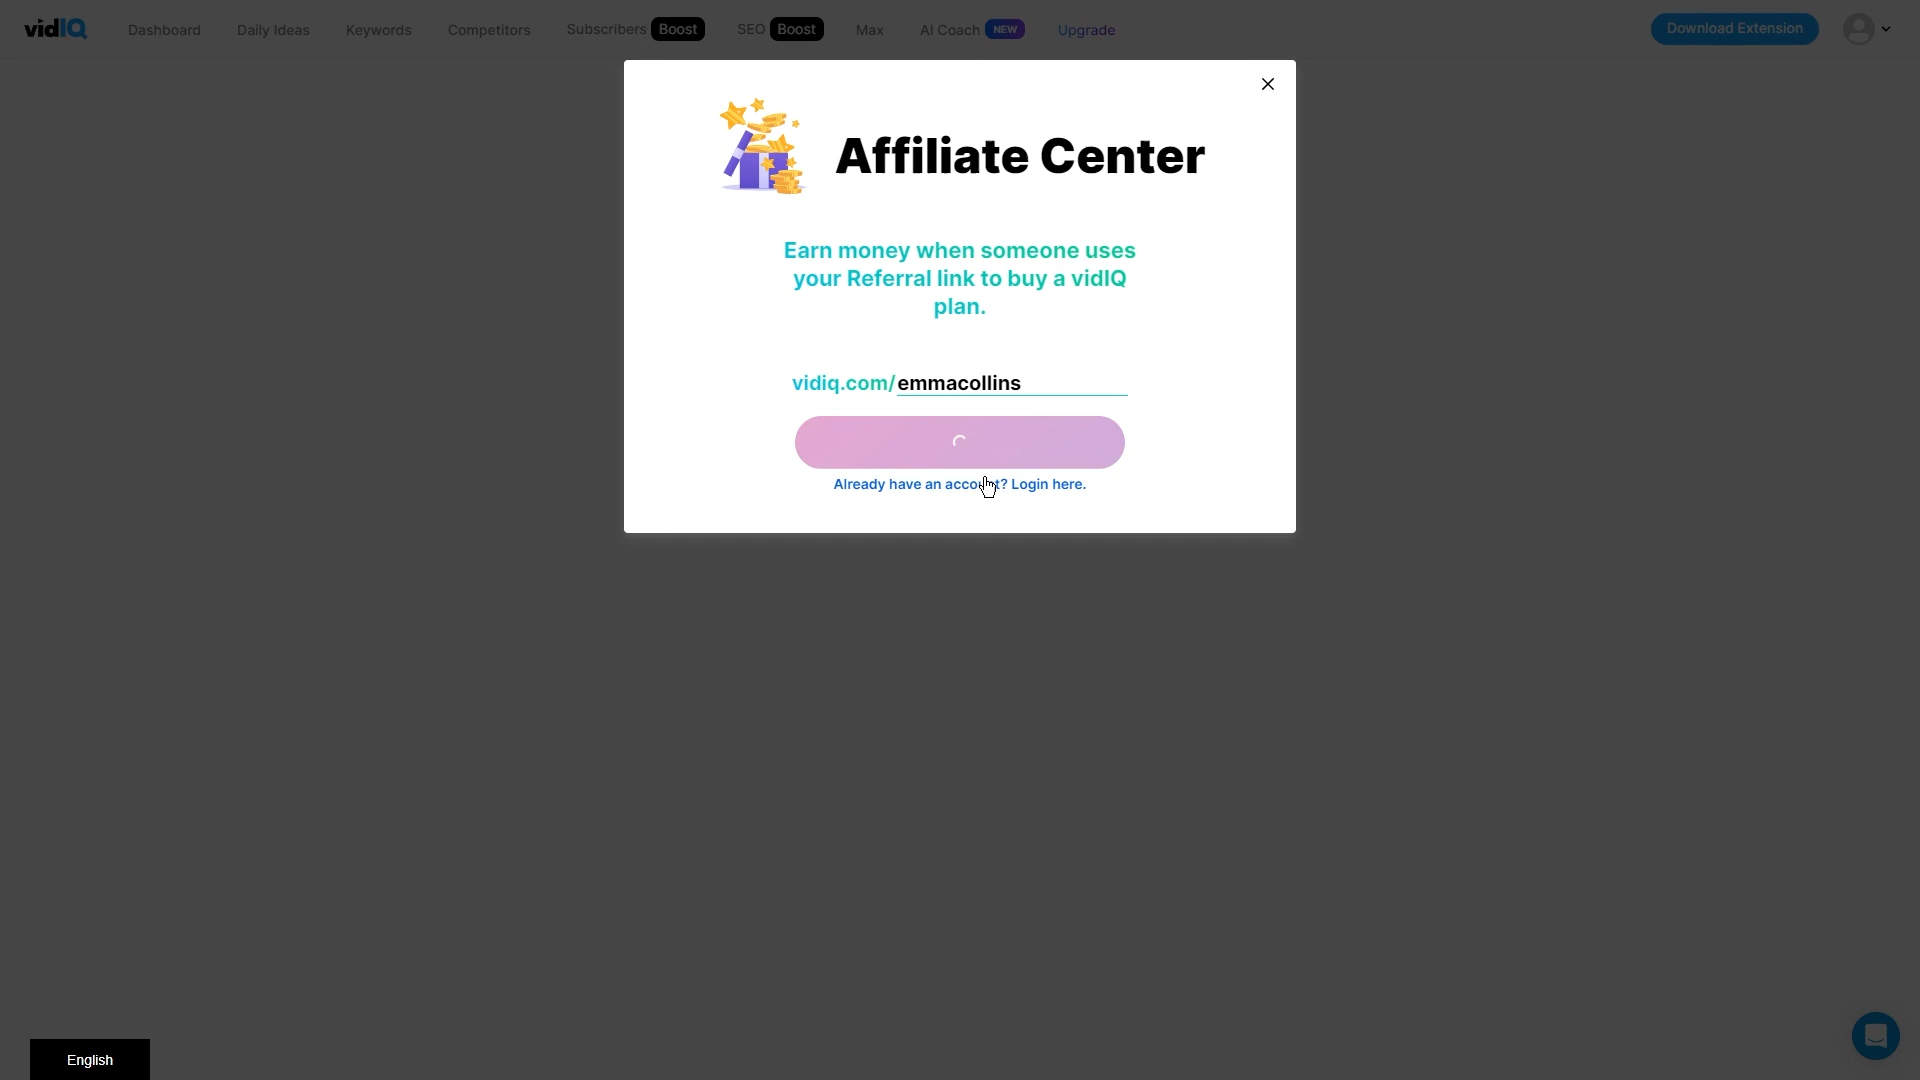 vidIQ Dashboard Daily Ideas Keywords Competitors Subscribers Boost SEO Boost Max AI Coach NEW Upgrade Download Extension
Affiliate Center
Earn money when someone uses
your Referral link to buy a vidIQ
plan.
vidiq.com/emmacollins
Already have an account? Login here.
English